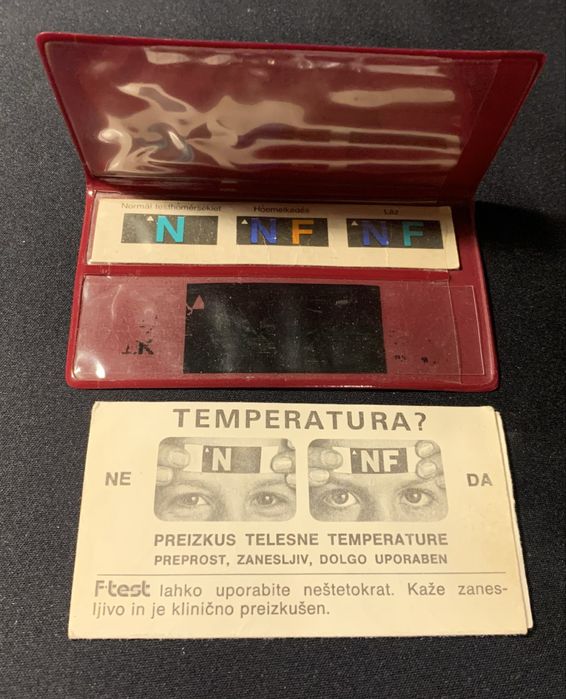 Normál testhőmérséklet Hőemelkedés Láz
N NF NF
TEMPERATURA?
NE N NF DA
PREIZKUS TELESNE TEMPERATURE
PREPROST, ZANESLJIV, DOLGO UPORABEN
F-test lahko uporabite neštetokrat. Kaže zanes-
ljivo in je klinično preizkušen.